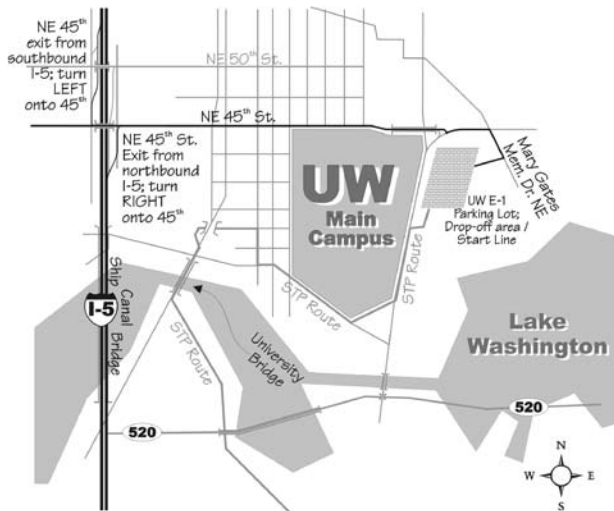 NE 45th
exit from
southbound
I-5; turn
LEFT
onto 45th
NE 50th St.
NE 45th St.
NE 45th St.
Exit from
northbound
I-5; turn
RIGHT
onto 45th
UW
Main
Campus
Mary Gates
Mem. Dr. NE
UW E-1
Parking Lot;
Drop-off area /
Start Line
STP Route
STP Route
I-5
Ship Canal
Bridge
STP Route
University
Bridge
Lake
Washington
520
520
N
W
E
S